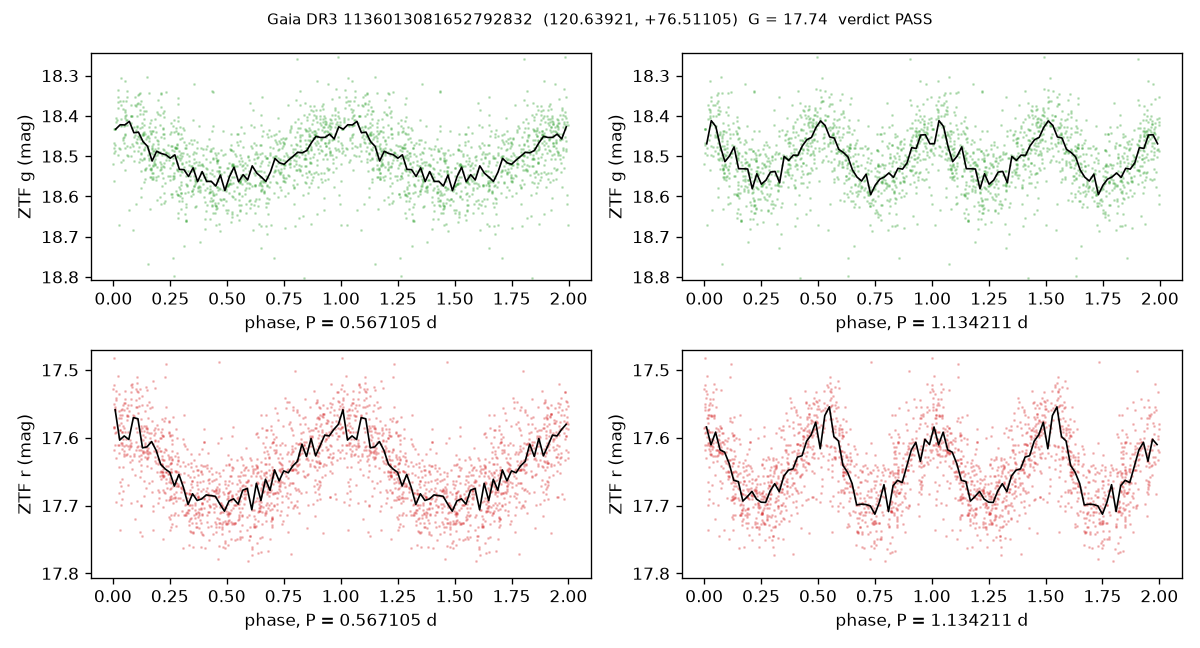 Gaia DR3 1136013081652792832 (120.63921, +76.51105) G = 17.74 verdict PASS
ZTF g (mag)
18.3
18.4
18.5
18.6
18.7
18.8
0.00 0.25 0.50 0.75 1.00 1.25 1.50 1.75 2.00
phase, P = 0.567105 d
ZTF g (mag)
18.3
18.4
18.5
18.6
18.7
18.8
0.00 0.25 0.50 0.75 1.00 1.25 1.50 1.75 2.00
phase, P = 1.134211 d
ZTF r (mag)
17.5
17.6
17.7
17.8
0.00 0.25 0.50 0.75 1.00 1.25 1.50 1.75 2.00
phase, P = 0.567105 d
ZTF r (mag)
17.5
17.6
17.7
17.8
0.00 0.25 0.50 0.75 1.00 1.25 1.50 1.75 2.00
phase, P = 1.134211 d